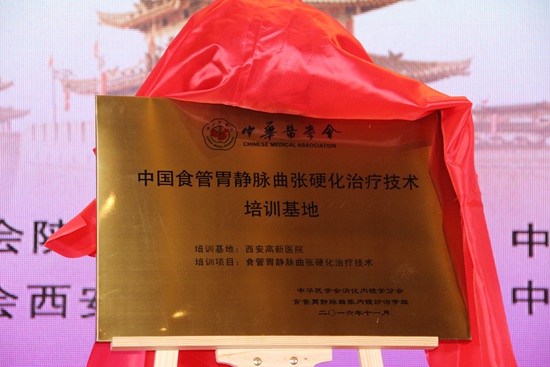 中華醫學會
CHINESE MEDICAL ASSOCIATION
中国食管胃静脉曲张硬化治疗技术
培训基地
培训基地：西安高新医院
培训项目：食管胃静脉曲张硬化治疗技术
中华医学会消化内镜学分会
食管胃静脉曲张内镜诊治学组
二〇一六年十一月
会陕
会西安
中
中